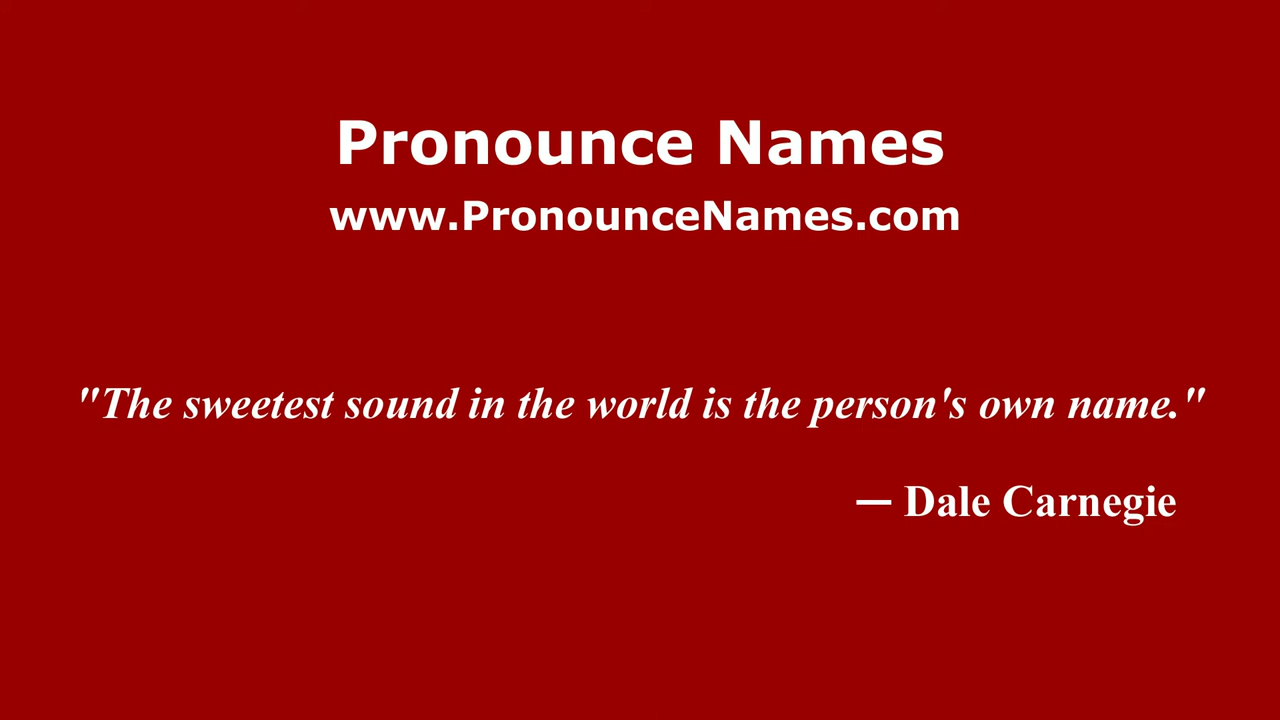 Pronounce Names
www.PronounceNames.com
"The sweetest sound in the world is the person's own name."
— Dale Carnegie